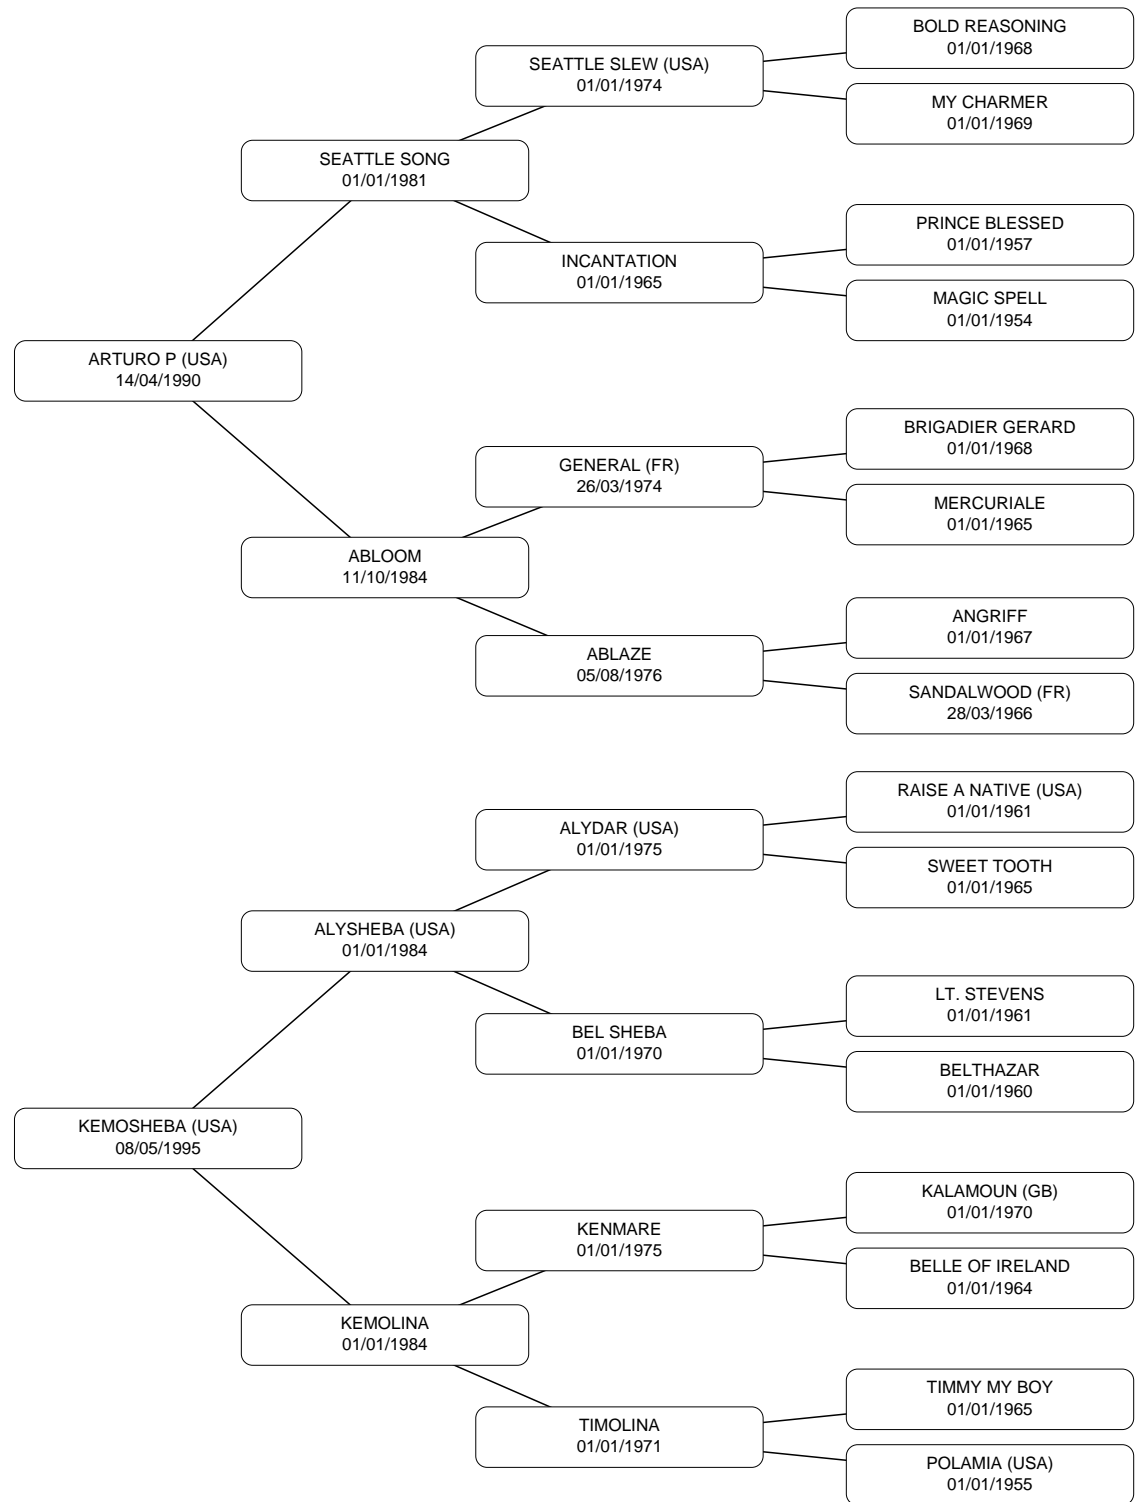 BOLD REASONING
01/01/1968
SEATTLE SLEW (USA)
01/01/1974
MY CHARMER
01/01/1969
SEATTLE SONG
01/01/1981
PRINCE BLESSED
01/01/1957
INCANTATION
01/01/1965
MAGIC SPELL
01/01/1954
ARTURO P (USA)
14/04/1990
BRIGADIER GERARD
01/01/1968
GENERAL (FR)
26/03/1974
MERCURIALE
01/01/1965
ABLOOM
11/10/1984
ANGRIFF
01/01/1967
ABLAZE
05/08/1976
SANDALWOOD (FR)
28/03/1966
RAISE A NATIVE (USA)
01/01/1961
ALYDAR (USA)
01/01/1975
SWEET TOOTH
01/01/1965
ALYSHEBA (USA)
01/01/1984
LT. STEVENS
01/01/1961
BEL SHEBA
01/01/1970
BELTHAZAR
01/01/1960
KEMOSHEBA (USA)
08/05/1995
KALAMOUN (GB)
01/01/1970
KENMARE
01/01/1975
BELLE OF IRELAND
01/01/1964
KEMOLINA
01/01/1984
TIMMY MY BOY
01/01/1965
TIMOLINA
01/01/1971
POLAMIA (USA)
01/01/1955